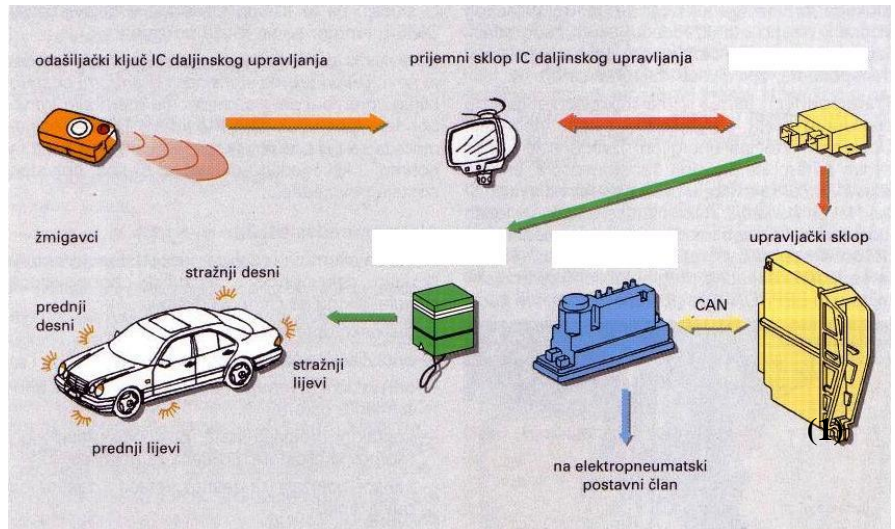 odašiljački ključ IC daljinskog upravljanja
prijemni sklop IC daljinskog upravljanja
žmigavci
upravljački sklop
stražnji desni
prednji
desni
CAN
stražnji
lijevi
prednji lijevi
(1)
na elektropneumatski
postavni član